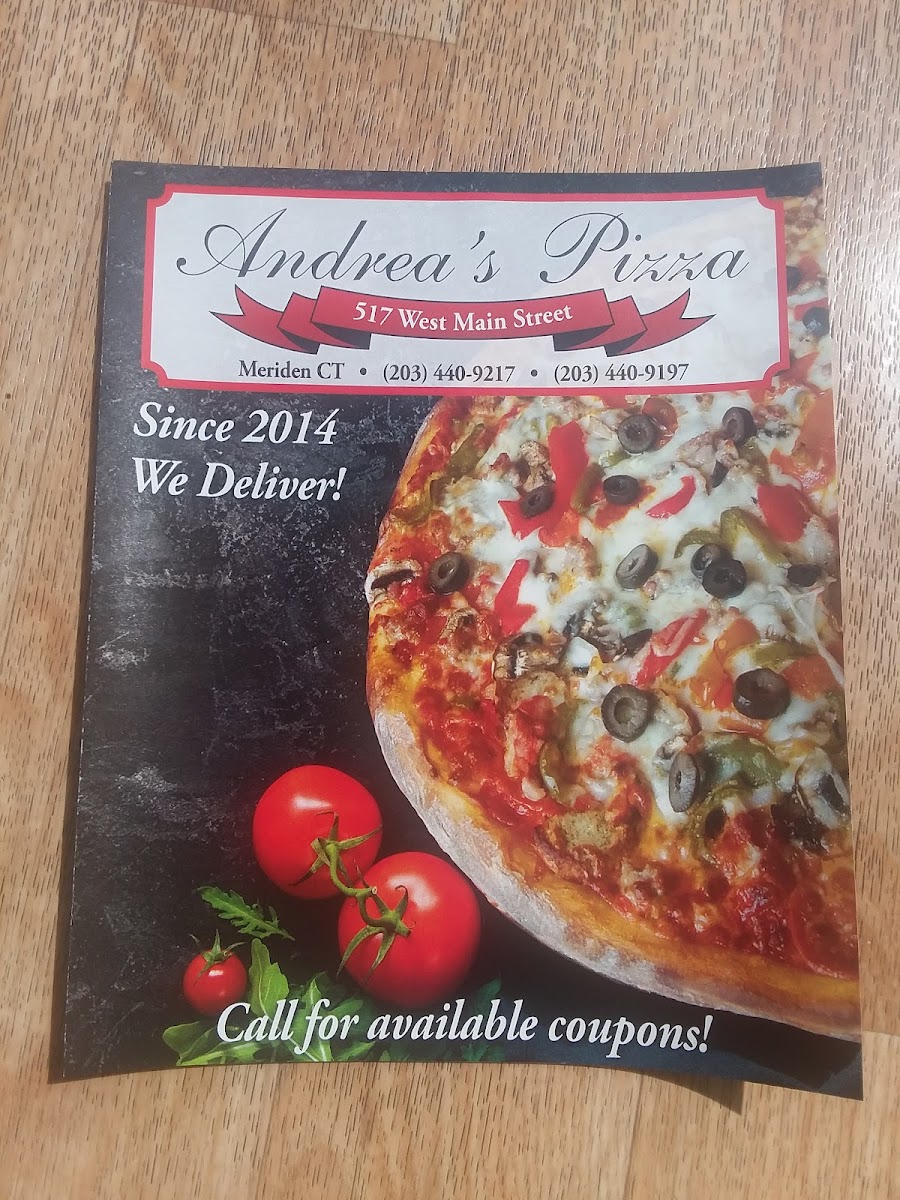 Andrea's Pizza
517 West Main Street
Meriden CT • (203) 440-9217 • (203) 440-9197
Since 2014
We Deliver!
Call for available coupons!